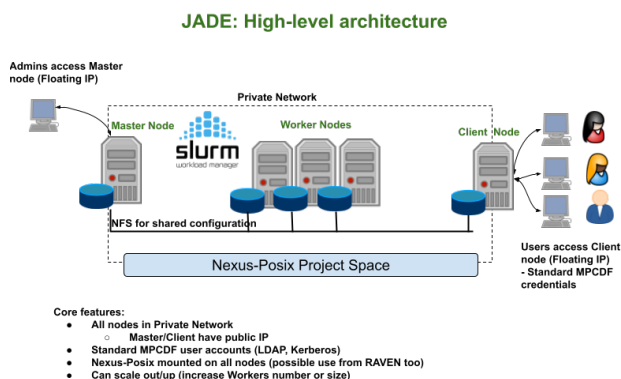 JADE: High-level architecture
Admins access Master
node (Floating IP)
Private Network
Master Node
slurm
workload manager
Worker Nodes
Client Node
NFS for shared configuration
Nexus-Posix Project Space
Users access Client
node (Floating IP)
- Standard MPCDF
credentials
Core features:
● All nodes in Private Network
○ Master/Client have public IP
● Standard MPCDF user accounts (LDAP, Kerberos)
● Nexus-Posix mounted on all nodes (possible use from RAVEN too)
● Can scale out/up (increase Workers number or size)